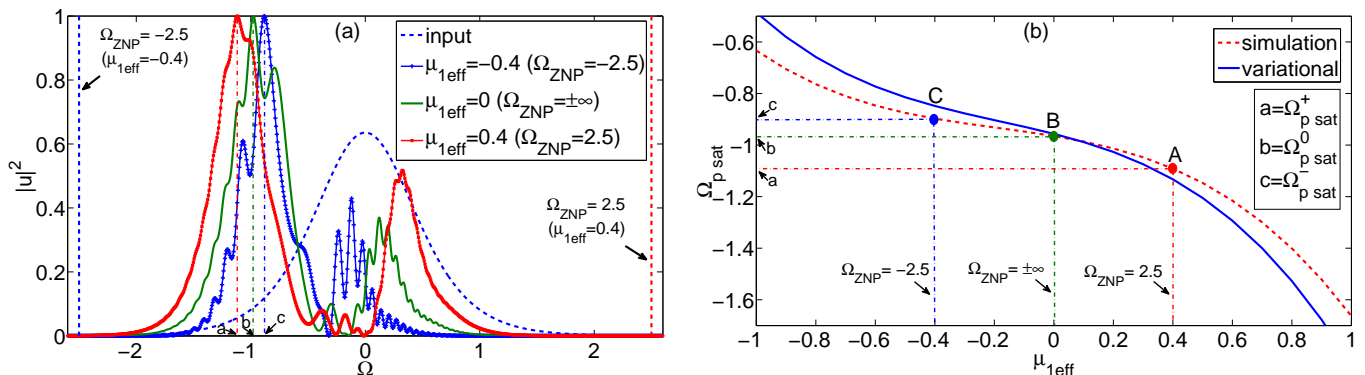 (a)
Ω_ZNP = −2.5
(μ_1eff=−0.4)
input
μ_1eff=−0.4 (Ω_ZNP=−2.5)
μ_1eff=0 (Ω_ZNP=±∞)
μ_1eff=0.4 (Ω_ZNP=2.5)
Ω_ZNP= 2.5
(μ_1eff=0.4)
a
b
c
1
0.8
0.6
0.4
0.2
0
−2
−1
0
1
2
|u|^2
Ω
(b)
simulation
variational
a=Ω^+_p sat
b=Ω^0_p sat
c=Ω^-_p sat
C
B
A
c
b
a
Ω_ZNP= −2.5
Ω_ZNP= ±∞
Ω_ZNP= 2.5
−0.6
−0.8
−1
−1.2
−1.4
−1.6
−1
−0.8
−0.6
−0.4
−0.2
0
0.2
0.4
0.6
0.8
1
Ω_p sat
μ_1eff